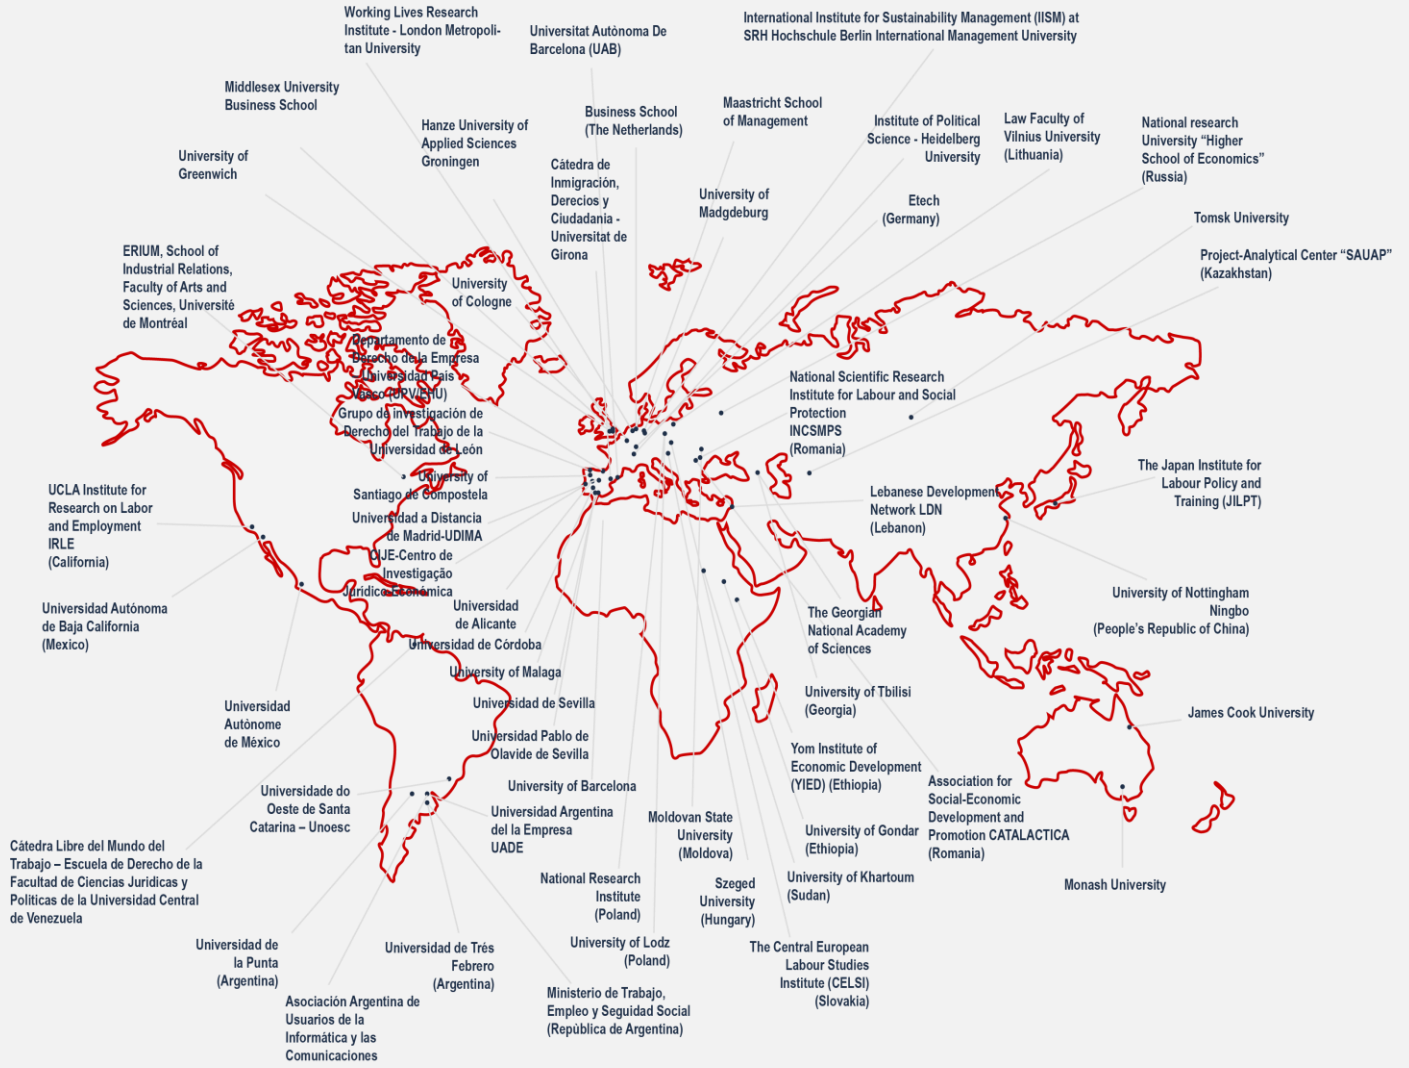 Working Lives Research
Institute - London Metropoli-
tan University
Universitat Autònoma De
Barcelona (UAB)
International Institute for Sustainability Management (IISM) at
SRH Hochschule Berlin International Management University
Middlesex University
Business School
Hanze University of
Applied Sciences
Groningen
Business School
(The Netherlands)
Maastricht School
of Management
Institute of Political
Science - Heidelberg
University
Law Faculty of
Vilnius University
(Lithuania)
National research
University “Higher
School of Economics”
(Russia)
University of
Greenwich
Cátedra de
Inmigración,
Derecios y
Ciudadania -
Universitat de
Girona
University of
Madgdeburg
Etech
(Germany)
Tomsk University
Project-Analytical Center “SAUAP”
(Kazakhstan)
ERIUM, School of
Industrial Relations,
Faculty of Arts and
Sciences, Université
de Montréal
University
of Cologne
Departamento de
Derecho de la Empresa
- Universidad Pais
Vasco (UPV/EHU)
Grupo de investigación de
Derecho del Trabajo de la
Universidad de León
University of
Santiago de Compostela
Universidad a Distancia
de Madrid-UDIMA
CIJE-Centro de
Investigação
Jurídico-Económica
Universidad
de Alicante
Universidad de Córdoba
University of Malaga
Universidad de Sevilla
Universidad Pablo de
Olavide de Sevilla
University of Barcelona
National Scientific Research
Institute for Labour and Social
Protection
INCSMPS
(Romania)
Lebanese Development
Network LDN
(Lebanon)
The Japan Institute for
Labour Policy and
Training (JILPT)
UCLA Institute for
Research on Labor
and Employment
IRLE
(California)
Universidad Autónoma
de Baja California
(Mexico)
Universidad
Autónome
de México
University of Nottingham
Ningbo
(People’s Republic of China)
The Georgian
National Academy
of Sciences
University of Tbilisi
(Georgia)
James Cook University
Yom Institute of
Economic Development
(YIED) (Ethiopia)
Association for
Social-Economic
Development and
Promotion CATALACTICA
(Romania)
Universidade do
Oeste de Santa
Catarina – Unoesc
Universidad Argentina
del la Empresa
UADE
Moldovan State
University
(Moldova)
University of Gondar
(Ethiopia)
Cátedra Libre del Mundo del
Trabajo – Escuela de Derecho de la
Facultad de Ciencias Juridicas y
Politicas de la Universidad Central
de Venezuela
National Research
Institute
(Poland)
Szeged
University
(Hungary)
University of Khartoum
(Sudan)
Monash University
Universidad de
la Punta
(Argentina)
Universidad de Três
Febrero
(Argentina)
University of Lodz
(Poland)
The Central European
Labour Studies
Institute (CELSI)
(Slovakia)
Asociación Argentina de
Usuarios de la
Informática y las
Comunicaciones
Ministerio de Trabajo,
Empleo y Seguidad Social
(Repùblica de Argentina)